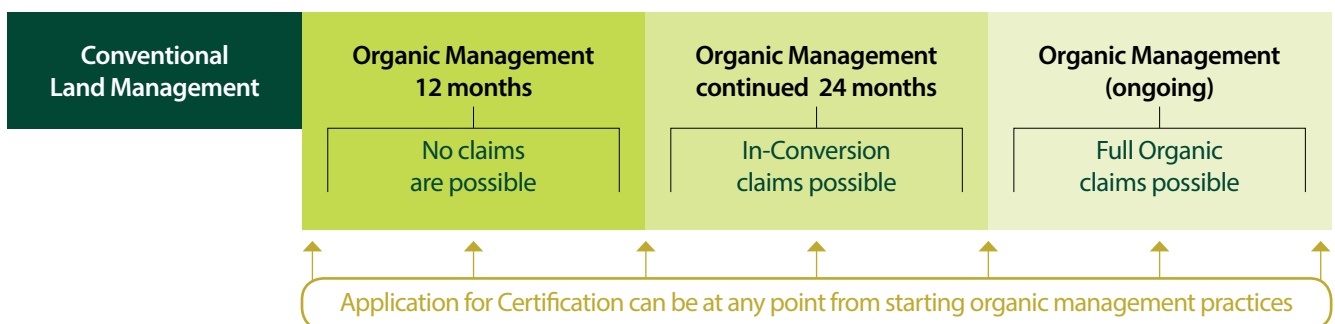 Conventional
Land Management
Organic Management
12 months
No claims
are possible
Organic Management
continued 24 months
In-Conversion
claims possible
Organic Management
(ongoing)
Full Organic
claims possible
Application for Certification can be at any point from starting organic management practices